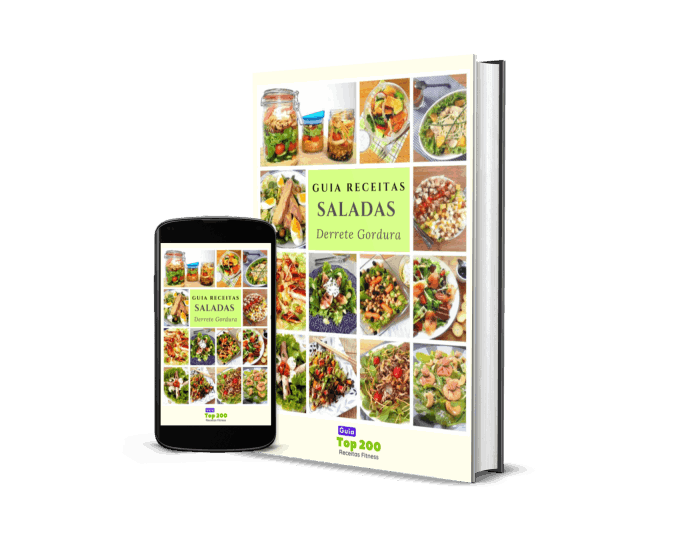 GUIA RECEITAS
SALADAS
Derrete Gordura
Guia
Top 200
Receitas Fitness
GUIA RECEITAS
SALADAS
Derrete Gordura
Guia
Top 200
Receitas Fitness